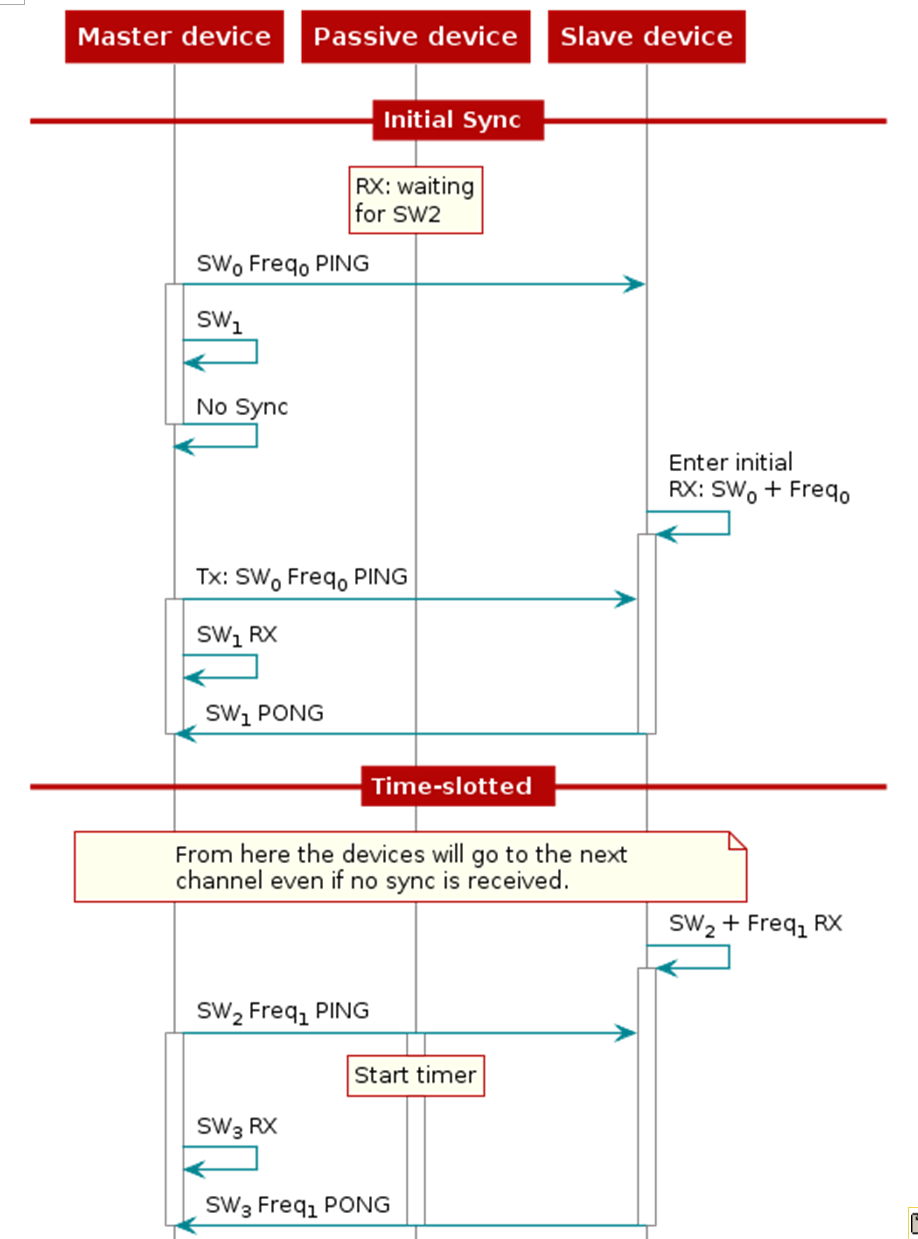 Master device Passive device Slave device
Initial Sync
RX: waiting
for SW2
SW₀ Freq₀ PING
SW₁
No Sync
Enter initial
RX: SW₀ + Freq₀
Tx: SW₀ Freq₀ PING
SW₁ RX
SW₁ PONG
Time-slotted
From here the devices will go to the next
channel even if no sync is received.
SW₂ + Freq₁ RX
SW₂ Freq₁ PING
Start timer
SW₃ RX
SW₃ Freq₁ PONG